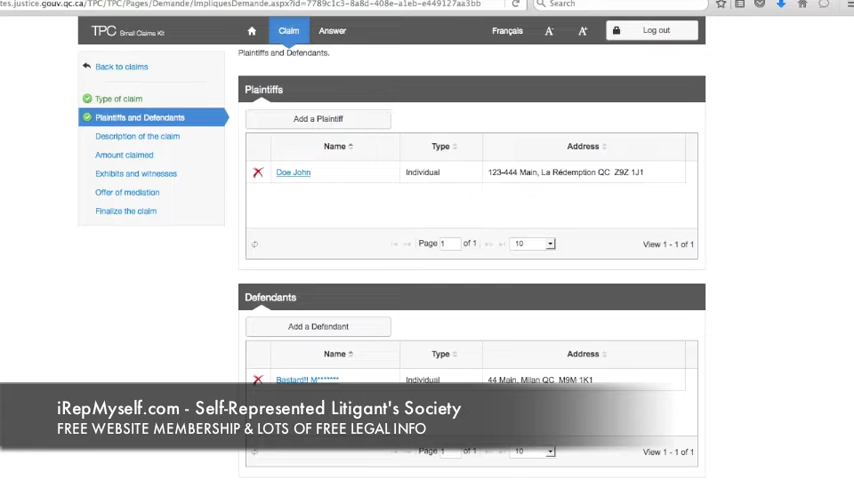 tes.justice.gouv.qc.ca/TPC/TPC/Pages/Demande/ImpliquesDemande.aspx?id=7789c1c3-8a8d-408e-a1eb-e449127aa3bb
Search
TPC Small Claims Kit
Claim
Answer
Français
A-
A+
Log out
Plaintiffs and Defendants.
Back to claims
Type of claim
Plaintiffs and Defendants
Description of the claim
Amount claimed
Exhibits and witnesses
Offer of mediation
Finalize the claim
Plaintiffs
Add a Plaintiff
Name Type Address
Doe John Individual 123-444 Main, La Rédemption QC Z9Z 1J1
Page 1 of 1 10 View 1 - 1 of 1
Defendants
Add a Defendant
Name Type Address
Bastard!! M******* Individual 44 Main, Milan QC M9M 1K1
iRepMyself.com - Self-Represented Litigant's Society
FREE WEBSITE MEMBERSHIP & LOTS OF FREE LEGAL INFO
Page 1 of 1 10 View 1 - 1 of 1